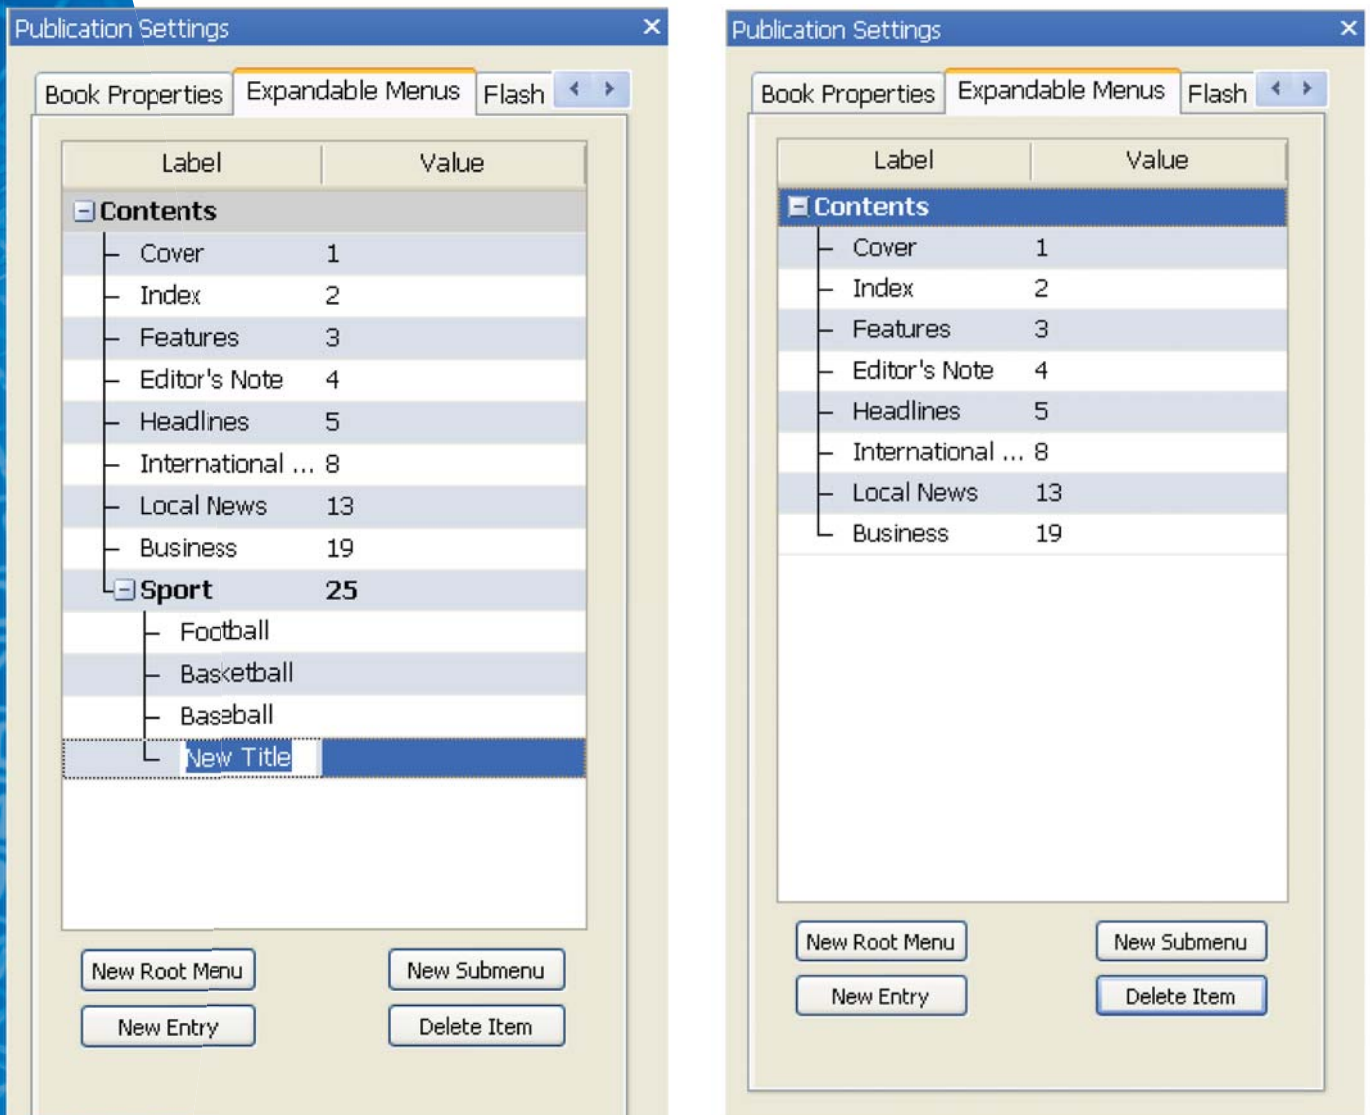 Publication Settings
Book Properties Expandable Menus Flash
Label Value
Contents
Cover 1
Index 2
Features 3
Editor's Note 4
Headlines 5
International ... 8
Local News 13
Business 19
Sport 25
Football
Basketball
Baseball
New Title
New Root Menu New Submenu
New Entry Delete Item
Publication Settings
Book Properties Expandable Menus Flash
Label Value
Contents
Cover 1
Index 2
Features 3
Editor's Note 4
Headlines 5
International ... 8
Local News 13
Business 19
New Root Menu New Submenu
New Entry Delete Item